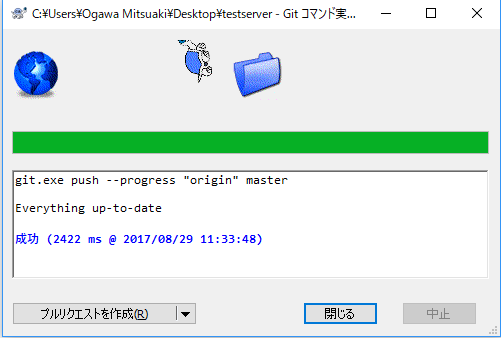 C:¥Users¥Ogawa Mitsuaki¥Desktop¥testserver - Git コマンド実...
git.exe push --progress "origin" master
Everything up-to-date
成功 (2422 ms @ 2017/08/29 11:33:48)
プルリクエストを作成(R)
閉じる
中止